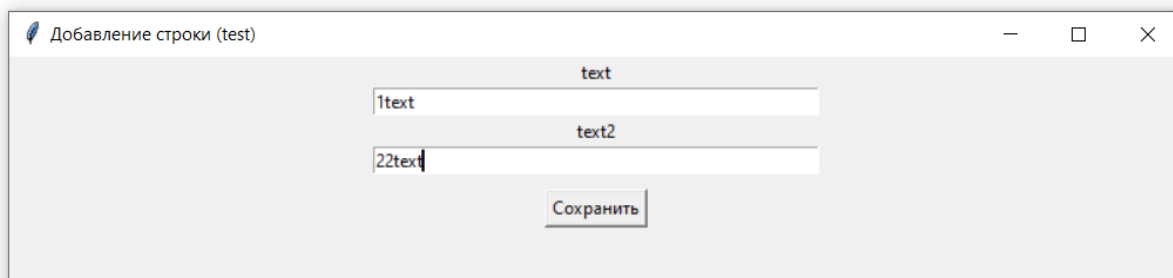 Добавление строки (test)
text
1text
text2
22text
Сохранить